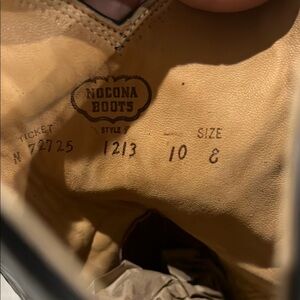 NOCONA
BOOTS
TICKET STYLE SIZE
N 72725 1213 10 E